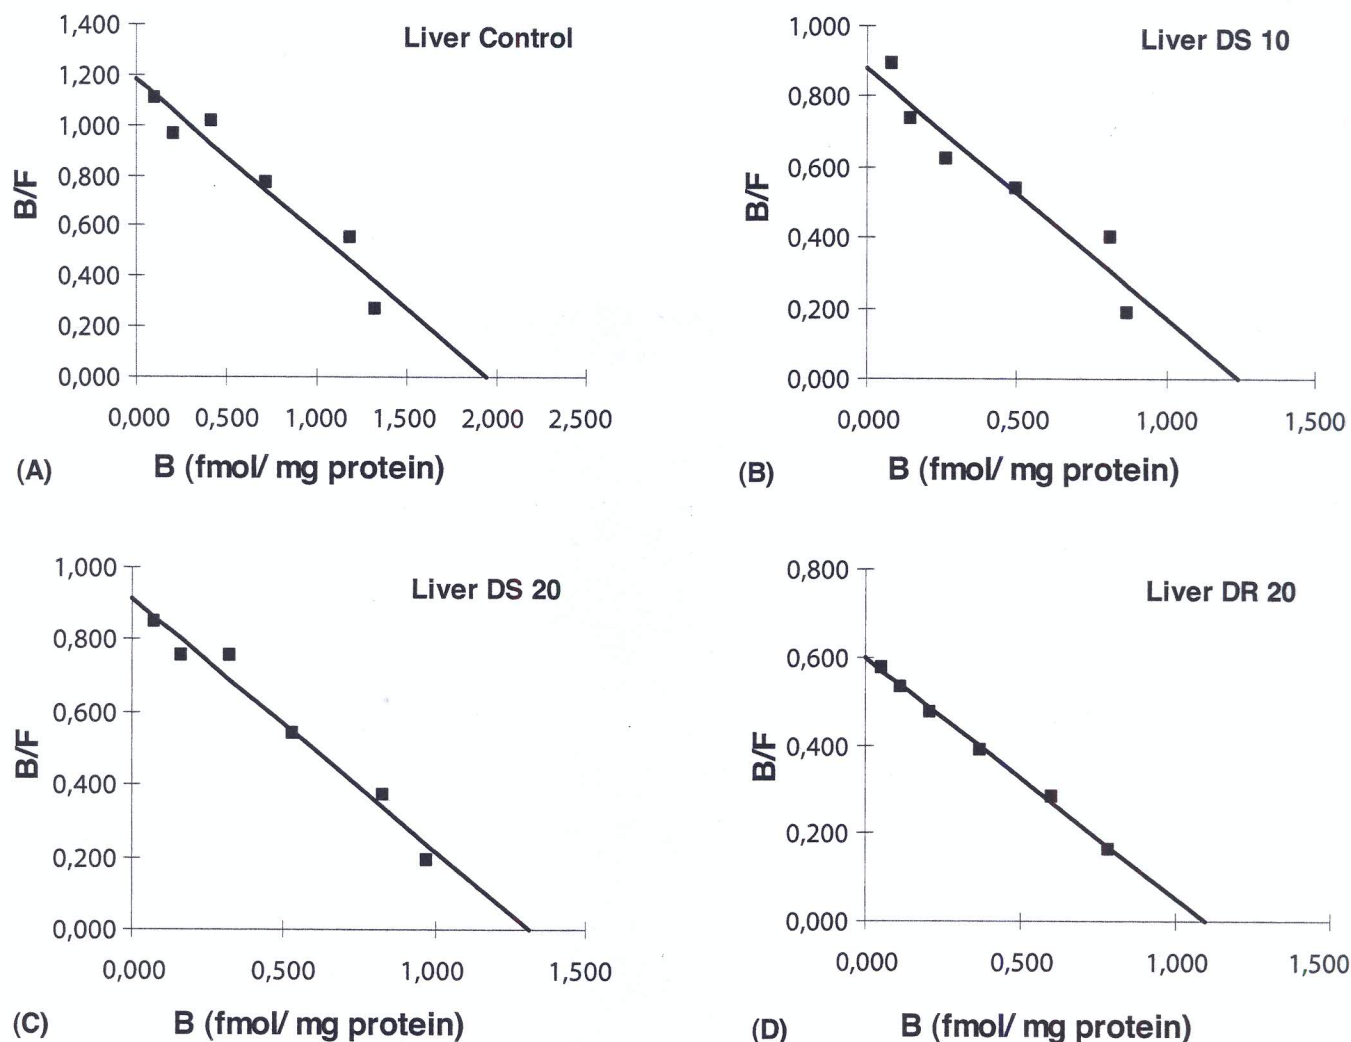 Liver Control
1,400
1,200
1,000
0,800
0,600
0,400
0,200
0,000
B/F
0,000 0,500 1,000 1,500 2,000 2,500
(A) B (fmol/ mg protein)
Liver DS 10
1,000
0,800
0,600
0,400
0,200
0,000
B/F
0,000 0,500 1,000 1,500
(B) B (fmol/ mg protein)
Liver DS 20
1,000
0,800
0,600
0,400
0,200
0,000
B/F
0,000 0,500 1,000 1,500
(C) B (fmol/ mg protein)
Liver DR 20
0,800
0,600
0,400
0,200
0,000
B/F
0,000 0,500 1,000 1,500
(D) B (fmol/ mg protein)